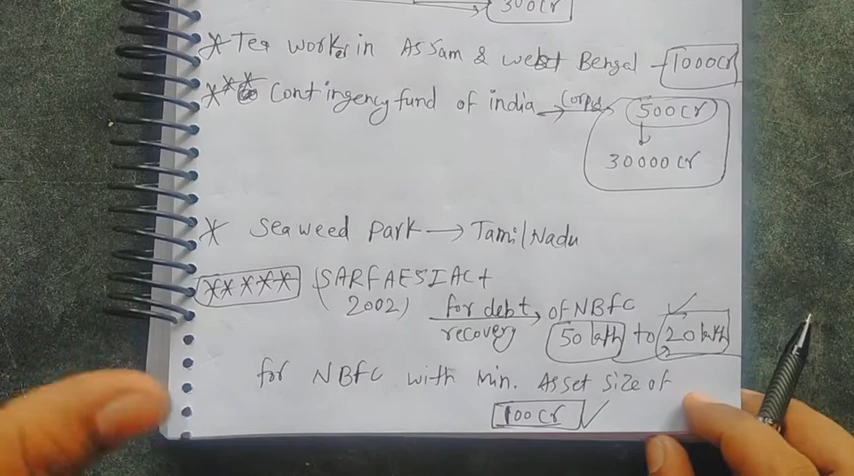 300cr
* Tea worker in Assam & West Bengal - 1000cr
*** Contingency fund of india → Corpus 500cr
↓
30000 cr
* Seaweed Park → Tamil Nadu
***** (SARFAESI Act
2002) for debt recovery → of NBFC ✓
50 lakh to 20 lakh
for NBFC with Min. Asset size of
100cr ✓